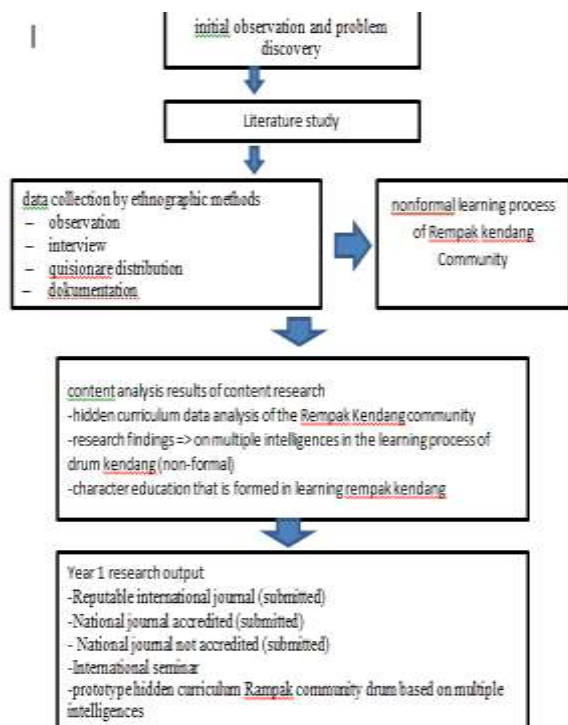 initial observation and problem
discovery
Literature study
data collection by ethnographic methods
– observation
– interview
– quisionare distribution
– dokumentation
nonformal learning process
of Rempak kendang
Community
content analysis results of content research
-hidden curriculum data analysis of the Rempak Kendang community
-research findings => on multiple intelligences in the learning process of
drum kendang (non-formal)
-character education that is formed in learning rempak kendang
Year 1 research output
-Reputable international journal (submitted)
-National journal accredited (submitted)
- National journal not accredited (submitted)
-International seminar
-prototype hidden curriculum Rampak community drum based on multiple
intelligences